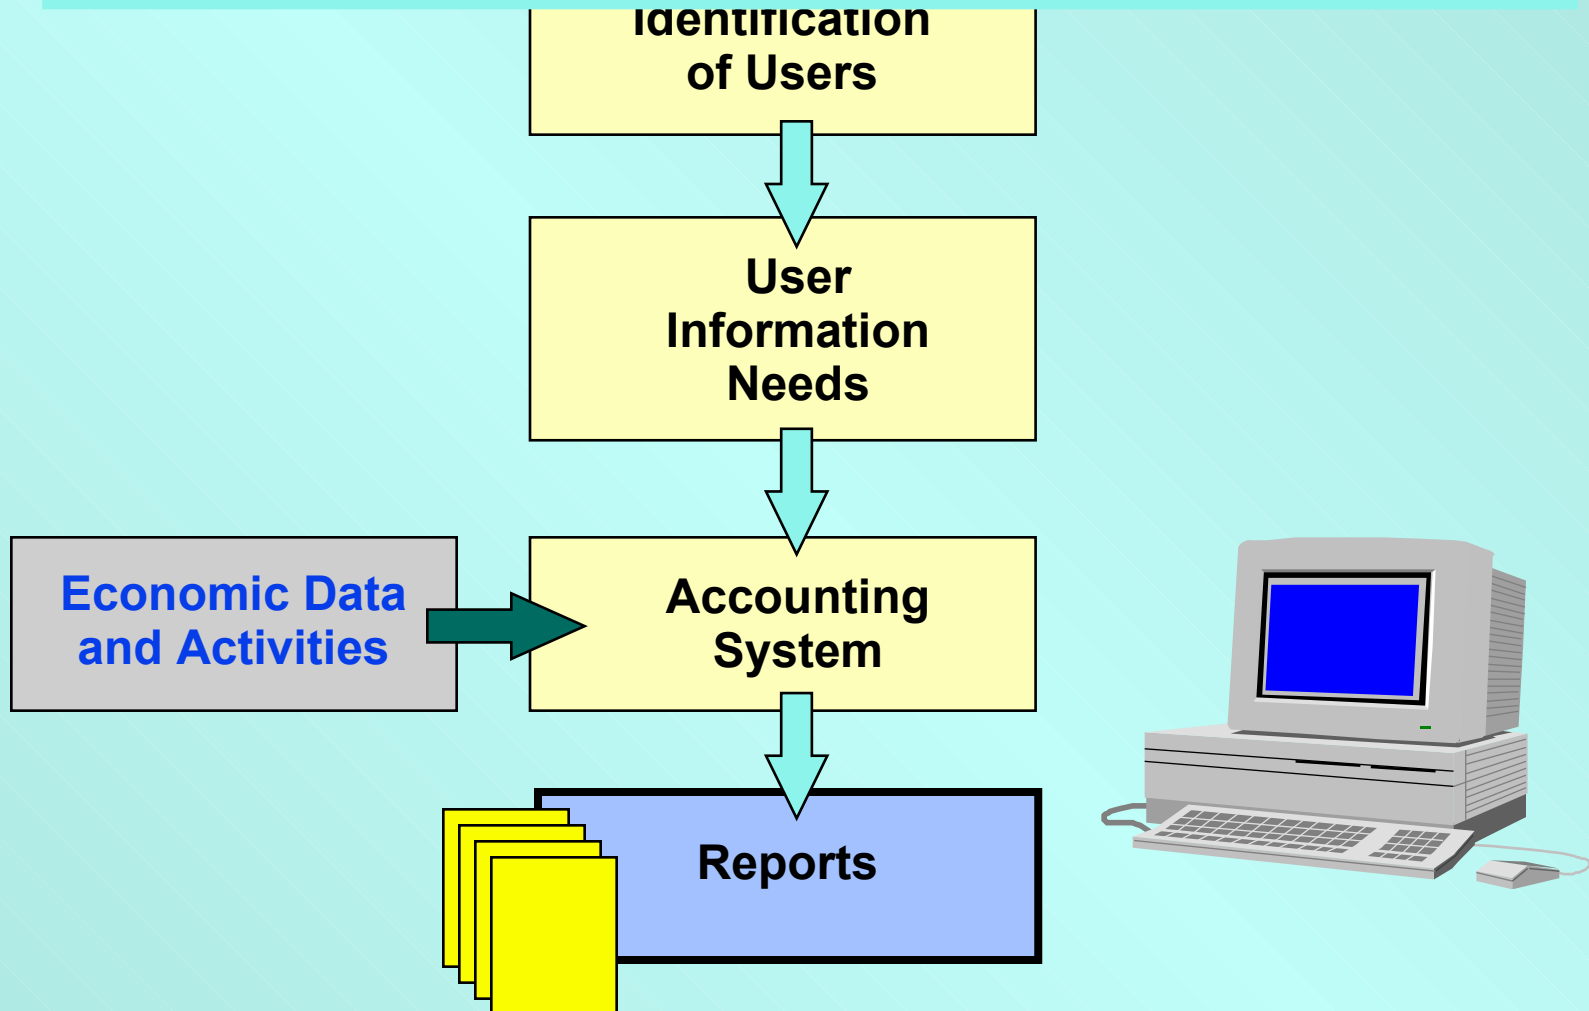 Identification
of Users
User
Information
Needs
Economic Data
and Activities
Accounting
System
Reports